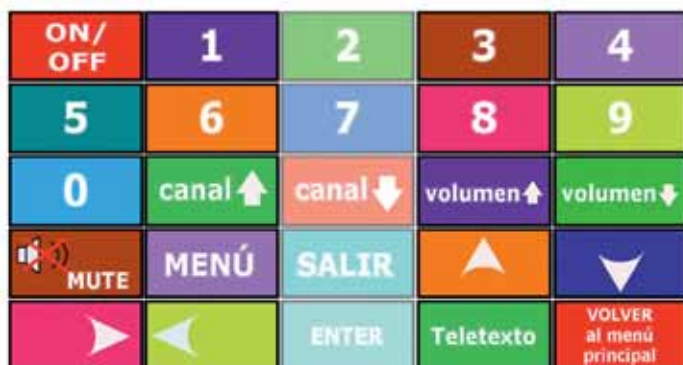 ON/
OFF
1
2
3
4
5
6
7
8
9
0
canal
canal
volumen
volumen
MUTE
MENÚ
SALIR
ENTER
Teletexto
VOLVER
al menú
principal